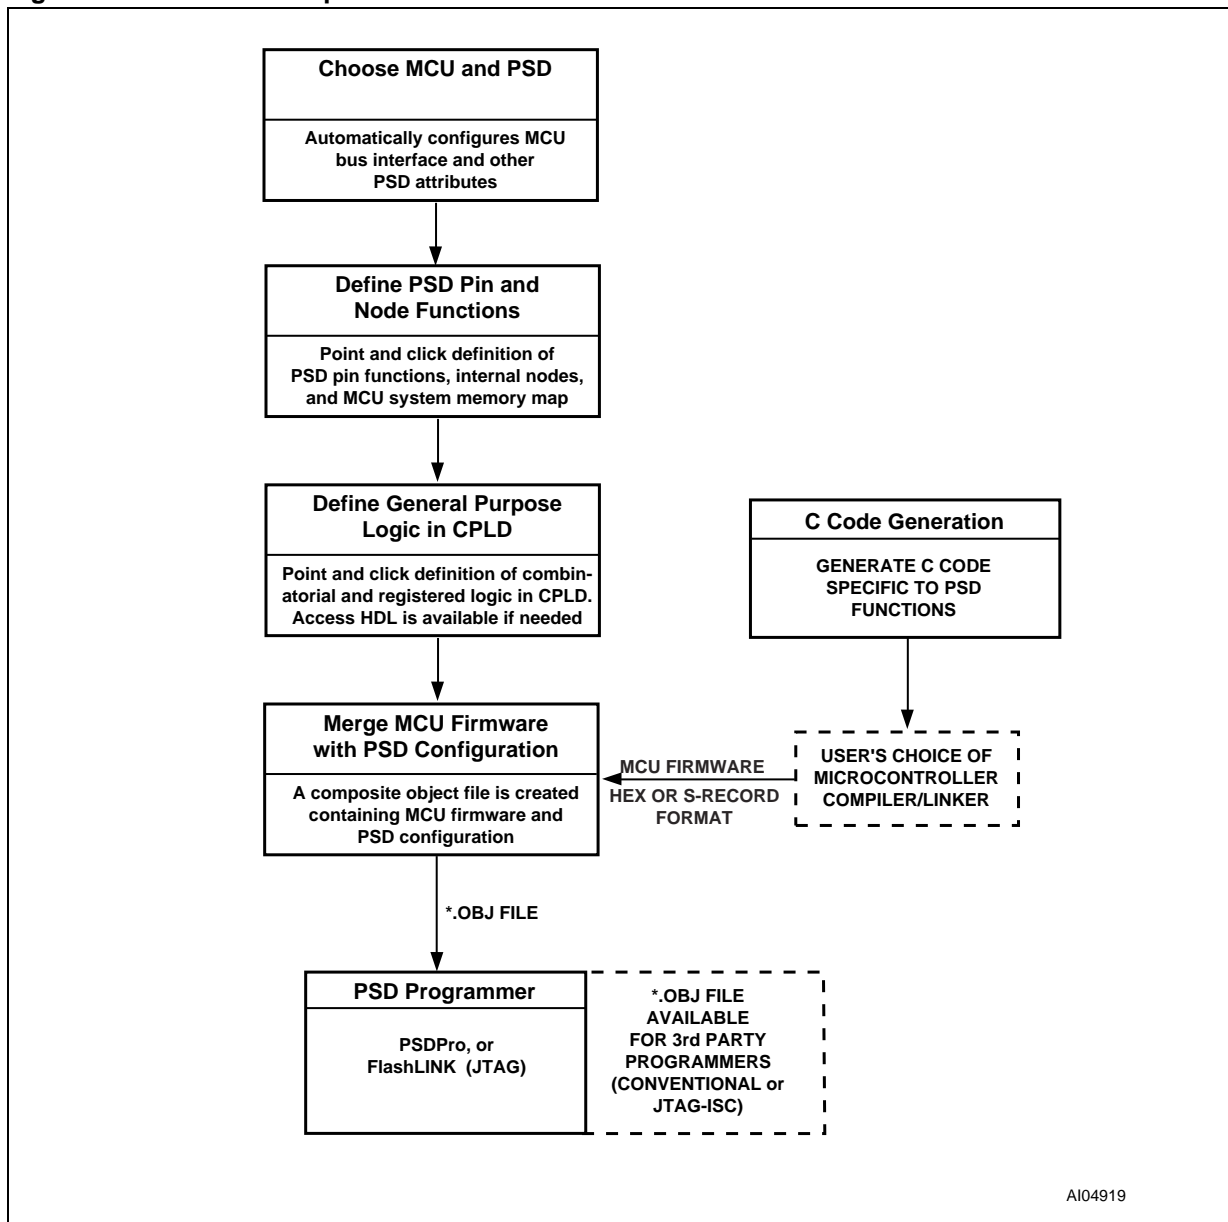 Choose MCU and PSD
Automatically configures MCU
bus interface and other
PSD attributes
Define PSD Pin and
Node Functions
Point and click definition of
PSD pin functions, internal nodes,
and MCU system memory map
Define General Purpose
Logic in CPLD
Point and click definition of combin-
atorial and registered logic in CPLD.
Access HDL is available if needed
C Code Generation
GENERATE C CODE
SPECIFIC TO PSD
FUNCTIONS
Merge MCU Firmware
with PSD Configuration
A composite object file is created
containing MCU firmware and
PSD configuration
MCU FIRMWARE
HEX OR S-RECORD
FORMAT
USER'S CHOICE OF
MICROCONTROLLER
COMPILER/LINKER
*.OBJ FILE
PSD Programmer
PSDPro, or
FlashLINK (JTAG)
*.OBJ FILE
AVAILABLE
FOR 3rd PARTY
PROGRAMMERS
(CONVENTIONAL or
JTAG-ISC)
AI04919